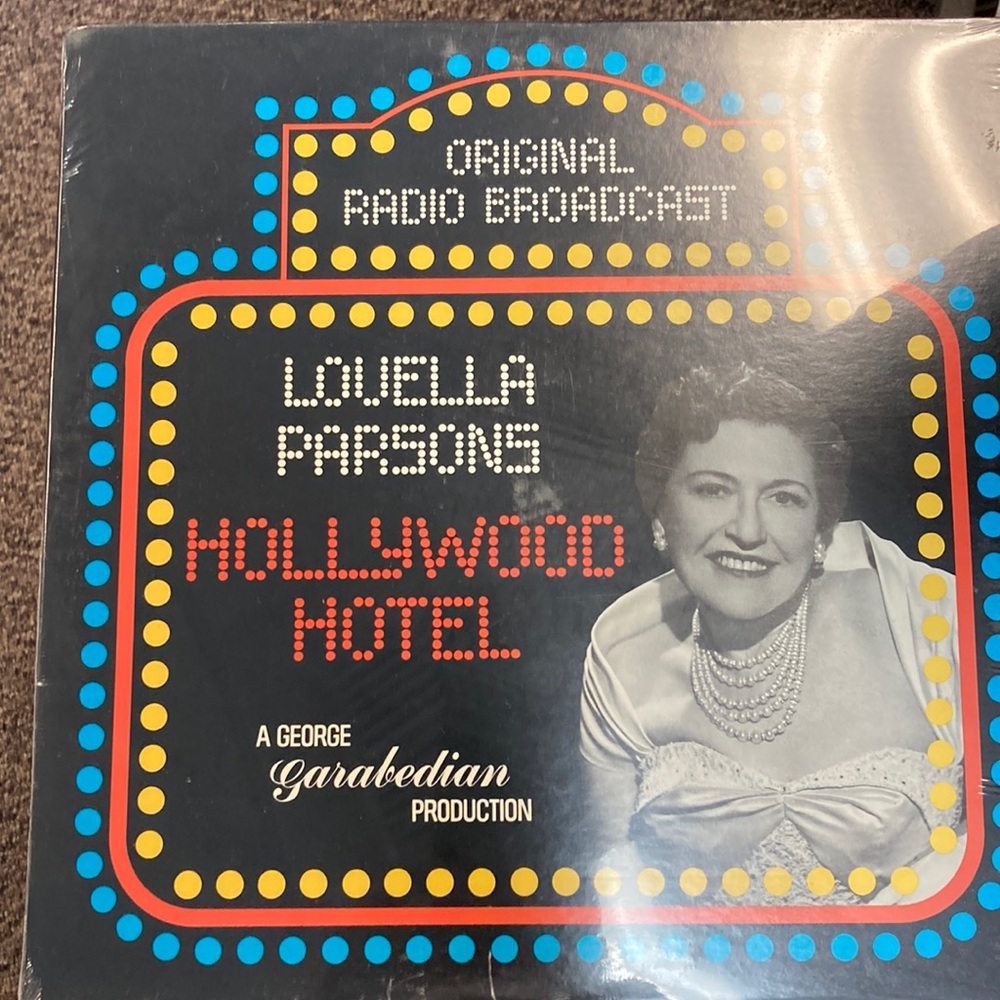 ORIGINAL
RADIO BROADCAST
LOUELLA
PARSONS
HOLLYWOOD
HOTEL
A GEORGE
Garabedian
PRODUCTION